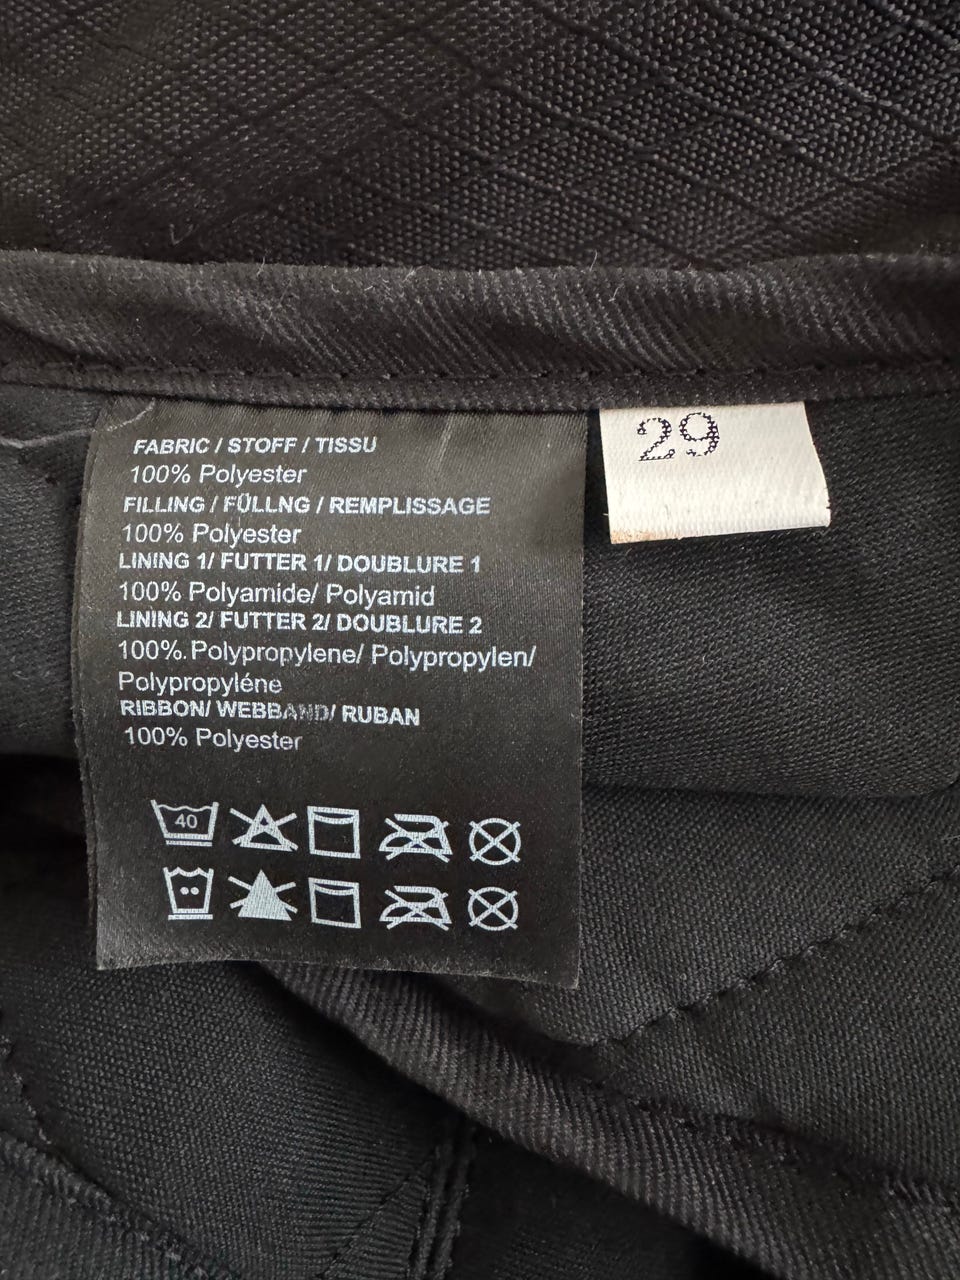 FABRIC / STOFF / TISSU
100% Polyester
FILLING / FÜLLNG / REMPLISSAGE
100% Polyester
LINING 1/ FUTTER 1/ DOUBLURE 1
100% Polyamide/ Polyamid
LINING 2/ FUTTER 2/ DOUBLURE 2
100%.Polypropylene/ Polypropylen/
Polypropyléne
RIBBON/ WEBBAND/ RUBAN
100% Polyester
40
29